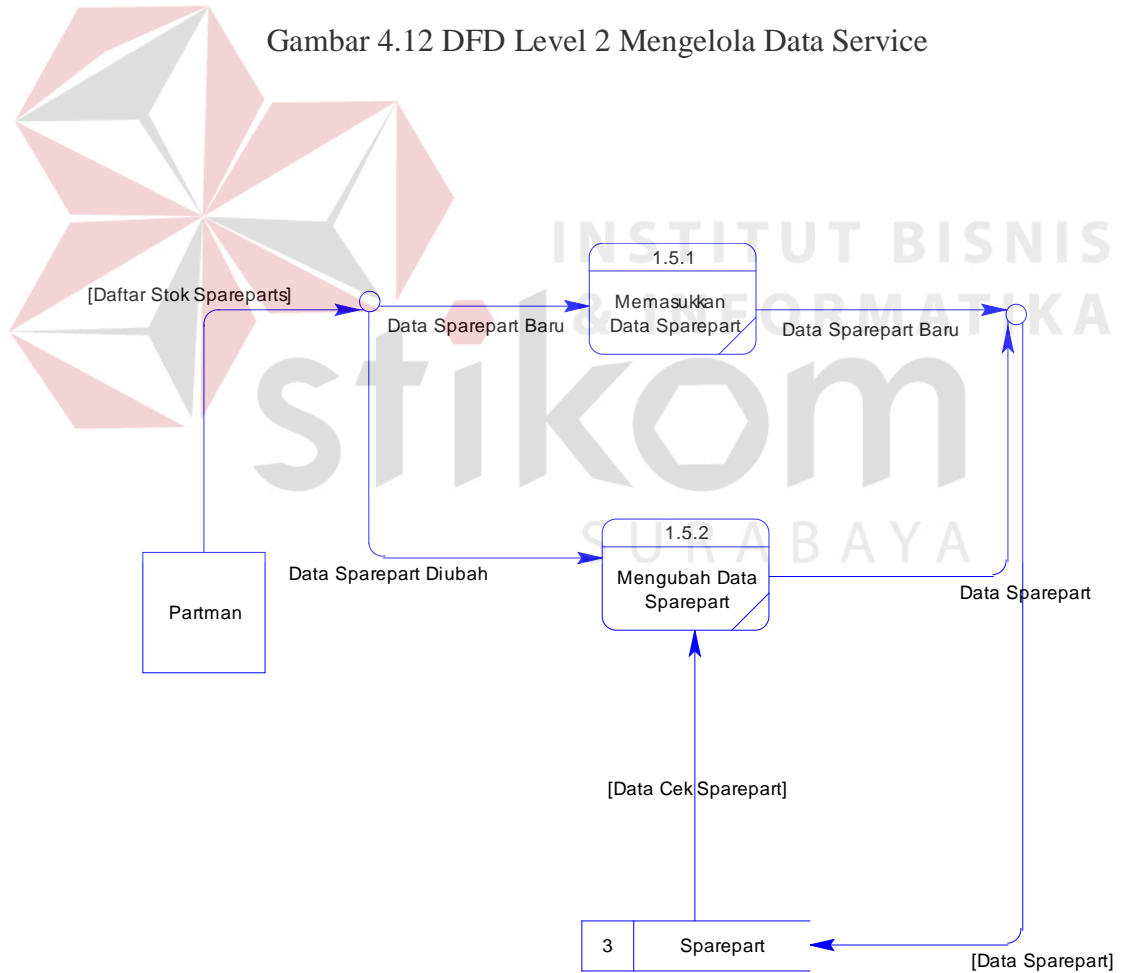 Gambar 4.12 DFD Level 2 Mengelola Data Service
INSTITUT BISNIS
& INFORMATIKA
stikom
SURABAYA
[Daftar Stok Spareparts]
Data Sparepart Baru
1.5.1
Memasukkan
Data Sparepart
Data Sparepart Baru
Partman
Data Sparepart Diubah
1.5.2
Mengubah Data
Sparepart
Data Sparepart
[Data Cek Sparepart]
3
Sparepart
[Data Sparepart]